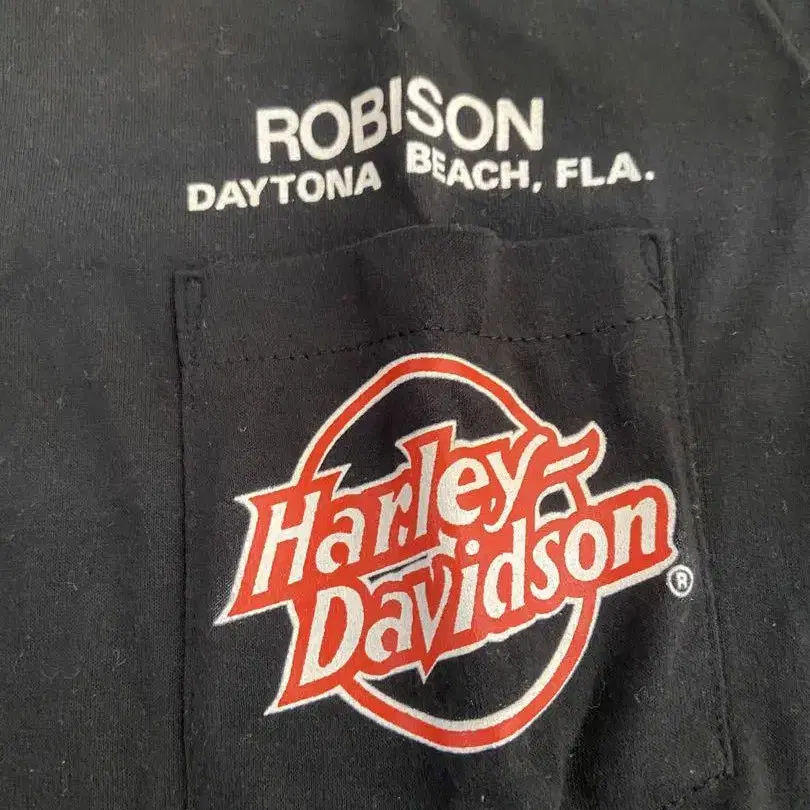 ROBISON
DAYTONA BEACH, FLA.
Harley-
Davidson
®